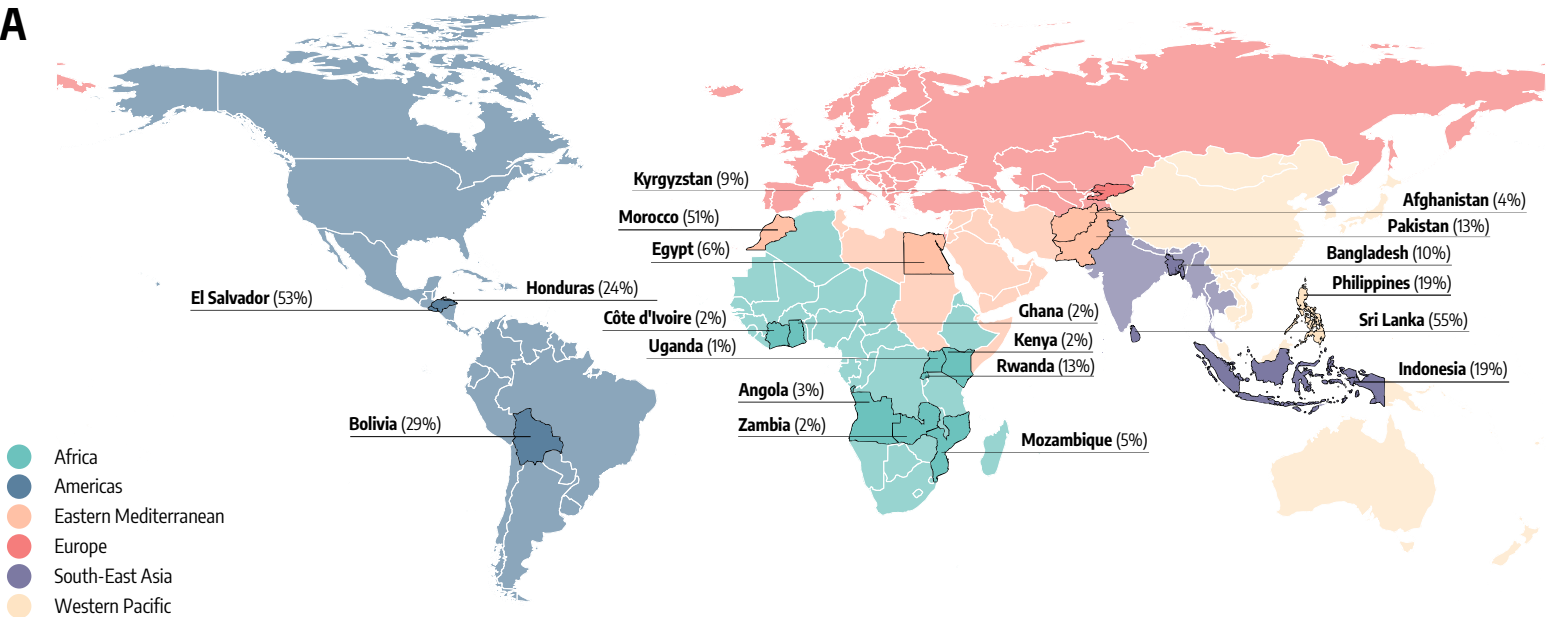 A
Kyrgyzstan (9%)
Morocco (51%)
Egypt (6%)
Afghanistan (4%)
Pakistan (13%)
Bangladesh (10%)
Philippines (19%)
Sri Lanka (55%)
Indonesia (19%)
El Salvador (53%)
Honduras (24%)
Côte d'Ivoire (2%)
Uganda (1%)
Ghana (2%)
Kenya (2%)
Rwanda (13%)
Angola (3%)
Zambia (2%)
Mozambique (5%)
Bolivia (29%)
Africa
Americas
Eastern Mediterranean
Europe
South-East Asia
Western Pacific